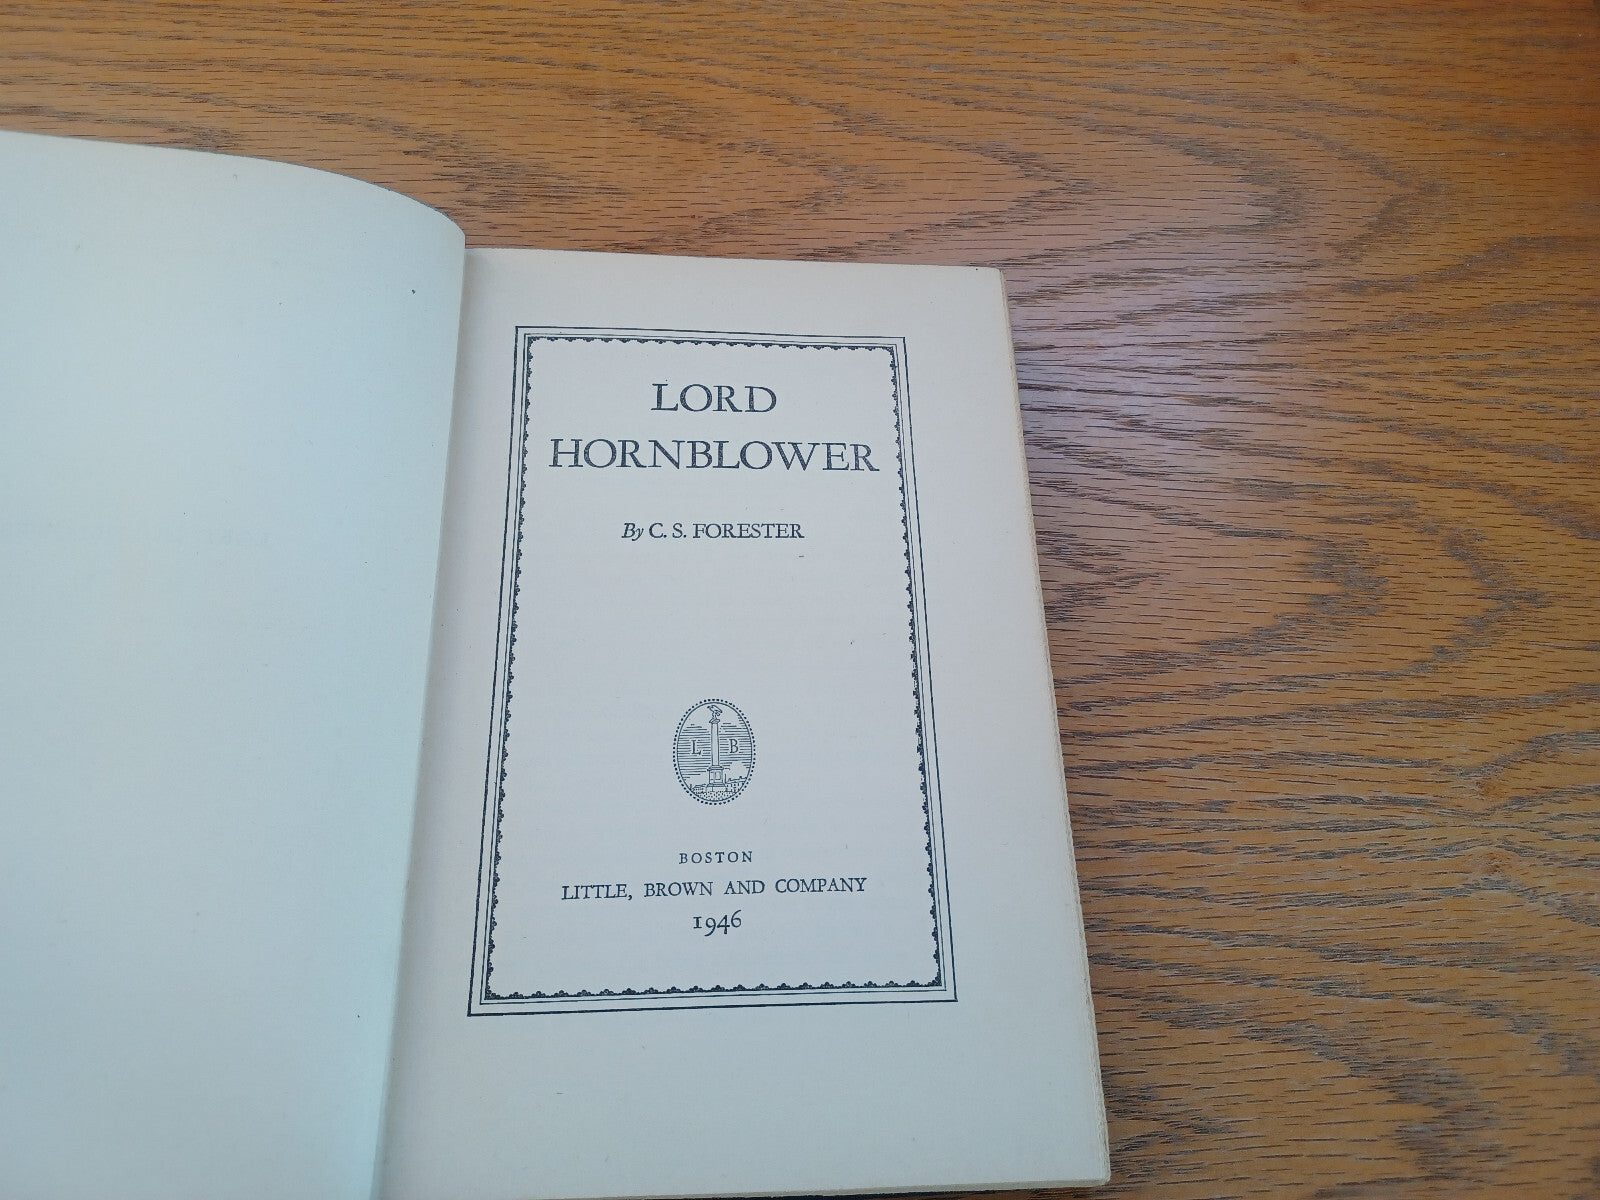 LORD
HORNBLOWER
By C. S. FORESTER
L B
BOSTON
LITTLE, BROWN AND COMPANY
1946